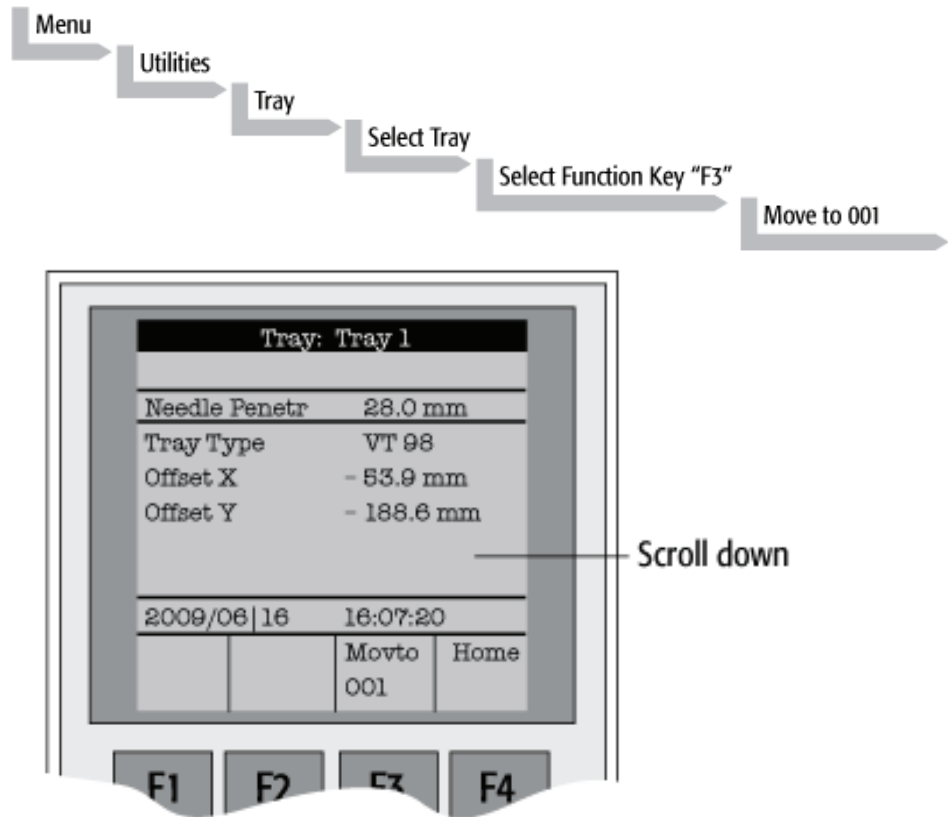 Menu
Utilities
Tray
Select Tray
Select Function Key “F3”
Move to 001
Tray: Tray 1
Needle Penetr 28.0 mm
Tray Type VT 98
Offset X - 53.9 mm
Offset Y - 188.6 mm
Scroll down
2009/06|16 16:07:20
Movto Home
001
F1 F2 F3 F4